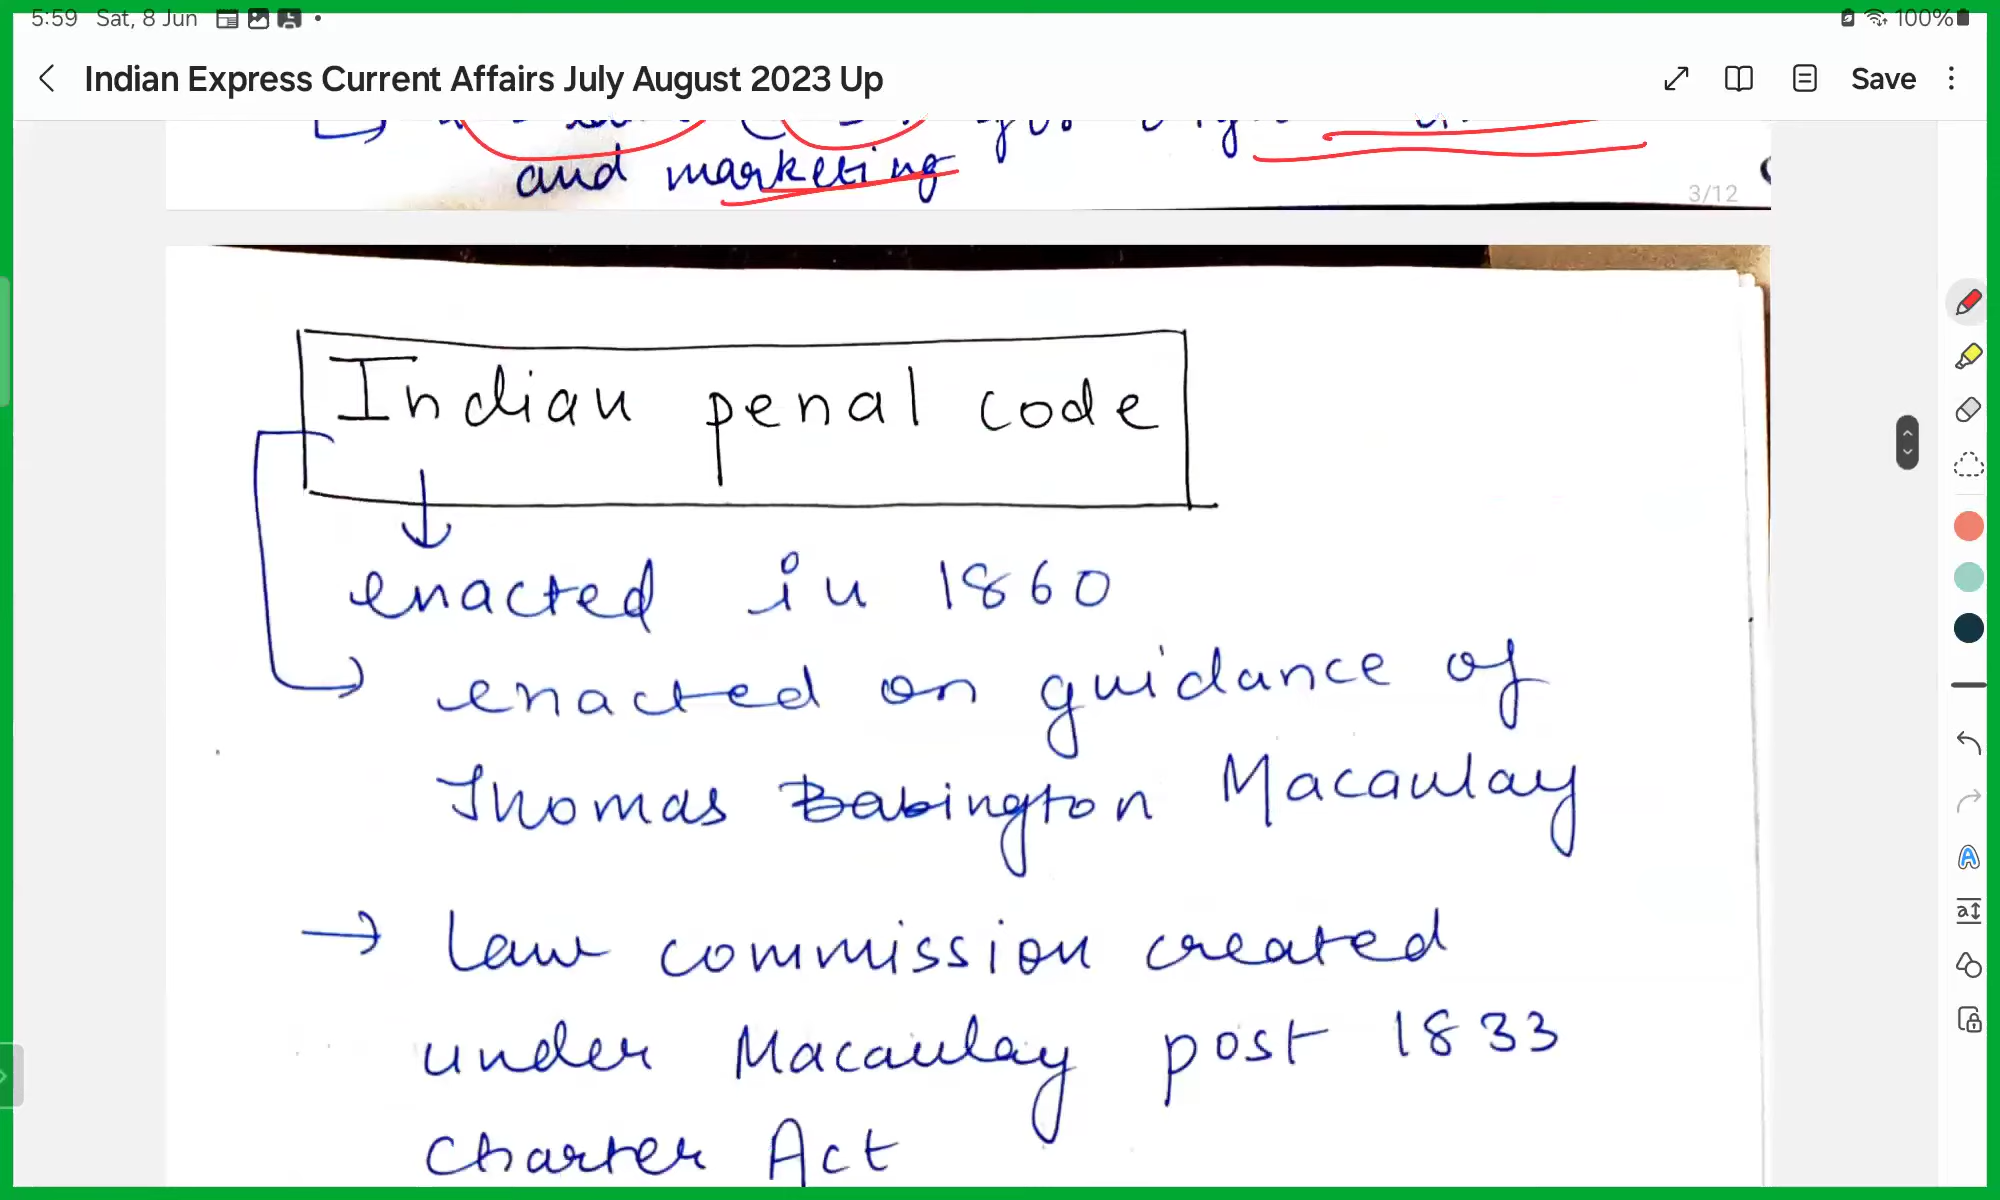 5:59 Sat, 8 Jun
100%
Indian Express Current Affairs July August 2023 Up
Save
and marketing
3/12
Indian penal code
enacted in 1860
enacted on guidance of
Thomas Babington Macaulay
→ Law commission created
under Macaulay post 1833
Charter Act